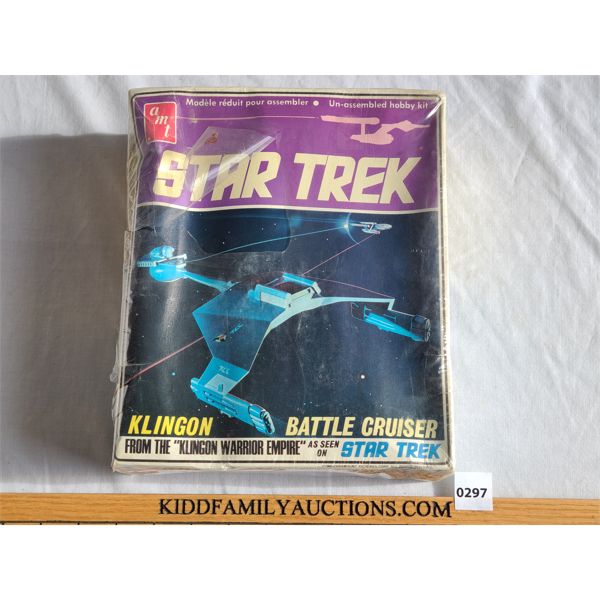 amt
Modèle réduit pour assembler • Un-assembled hobby kit
STAR TREK
KLINGON BATTLE CRUISER
FROM THE "KLINGON WARRIOR EMPIRE" AS SEEN ON STAR TREK
0297
KIDDFAMILYAUCTIONS.COM